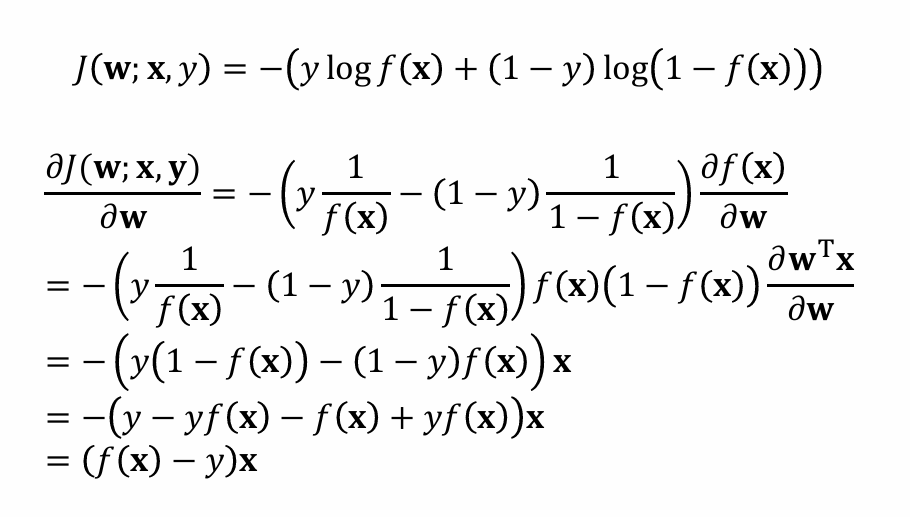 J(𝐰; 𝐱, y) = −(y log f(𝐱) + (1 − y) log(1 − f(𝐱)))
∂J(𝐰; 𝐱, 𝐲)/∂𝐰 = −(y 1/f(𝐱) − (1 − y) 1/(1 − f(𝐱))) ∂f(𝐱)/∂𝐰
= −(y 1/f(𝐱) − (1 − y) 1/(1 − f(𝐱))) f(𝐱)(1 − f(𝐱)) ∂𝐰ᵀ𝐱/∂𝐰
= −(y(1 − f(𝐱)) − (1 − y)f(𝐱)) 𝐱
= −(y − yf(𝐱) − f(𝐱) + yf(𝐱))𝐱
= (f(𝐱) − y)𝐱